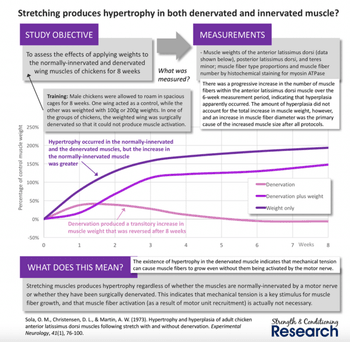 Stretching produces hypertrophy in both denervated and innervated muscle?
STUDY OBJECTIVE
To assess the effects of applying weights
to the normally-innervated and denervated
wing muscles of chickens for 8 weeks
What was
measured?
MEASUREMENTS
- Muscle weights of the anterior latissimus dorsi (data
shown below), posterior latissimus dorsi, and teres
minor; muscle fiber type proportions and muscle fiber
number by histochemical staining for myosin ATPase
Training: Male chickens were allowed to roam in spacious
cages for 8 weeks. One wing acted as a control, while the
other was weighted with 100g or 200g weights. In one of
the groups of chickens, the weighted wing was surgically
denervated so that it could not produce muscle activation.
There was a progressive increase in the number of muscle
fibers within the anterior latissimus dorsi muscle over the
6-week measurement period, indicating that hyperplasia
apparently occurred. The amount of hyperplasia did not
account for the total increase in muscle weight, however,
and an increase in muscle fiber diameter was the primary
cause of the increased muscle size after all protocols.
Percentage of control muscle weight
250%
200%
150%
100%
50%
0%
-50%
Hypertrophy occurred in the normally-innervated
and the denervated muscles, but the increase in
the normally-innervated muscle
was greater
Denervation
Denervation plus weight
Weight only
Denervation produced a transitory increase in
muscle weight that was reversed after 8 weeks
0 1 2 3 4 5 6 7 Weeks 8
WHAT DOES THIS MEAN?
The existence of hypertrophy in the denervated muscle indicates that mechanical tension
can cause muscle fibers to grow even without them being activated by the motor nerve.
Stretching muscles produces hypertrophy regardless of whether the muscles are normally-innervated by a motor nerve
or whether they have been surgically denervated. This indicates that mechanical tension is a key stimulus for muscle
fiber growth, and that muscle fiber activation (as a result of motor unit recruitment) is actually not necessary.
Sola, O. M., Christensen, D. L., & Martin, A. W. (1973). Hypertrophy and hyperplasia of adult chicken
anterior latissimus dorsi muscles following stretch with and without denervation. Experimental
Neurology, 41(1), 76-100.
Strength & Conditioning
Research